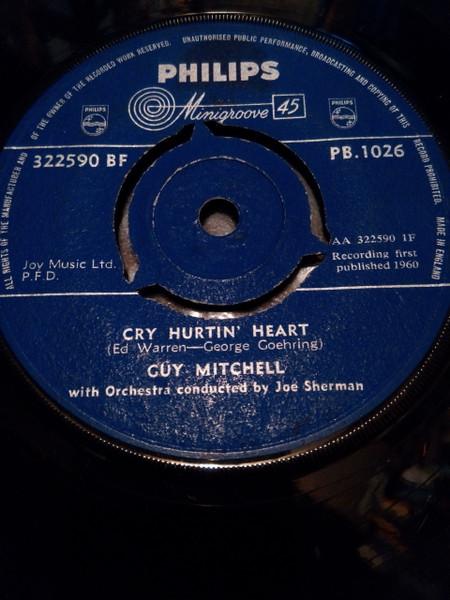 ALL RIGHTS OF THE MANUFACTURER AND OF THE OWNER OF THE RECORDED WORK RESERVED. UNAUTHORISED PUBLIC PERFORMANCE, BROADCASTING AND COPYING OF THIS RECORD PROHIBITED. MADE IN ENGLAND
PHILIPS
PHILIPS
Minigroove 45
PHILIPS
322590 BF
PB.1026
Joy Music Ltd.
P.F.D.
AA 322590 1F
Recording first
published 1960
CRY HURTIN' HEART
(Ed Warren—George Goehring)
GUY MITCHELL
with Orchestra conducted by Joe Sherman